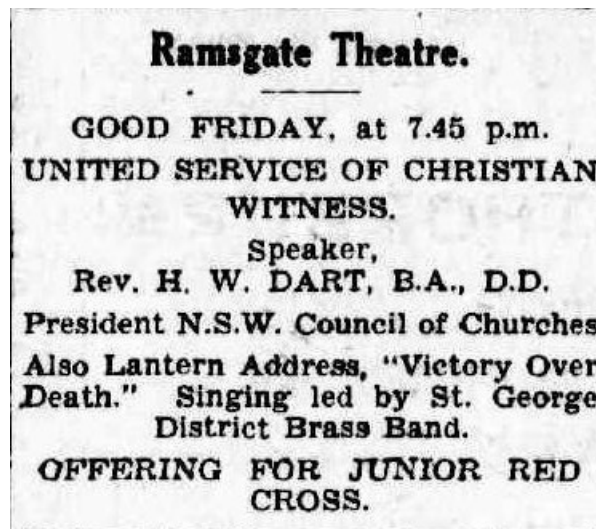 Ramsgate Theatre.
GOOD FRIDAY, at 7.45 p.m.
UNITED SERVICE OF CHRISTIAN
WITNESS.
Speaker,
Rev. H. W. DART, B.A., D.D.
President N.S.W. Council of Churches
Also Lantern Address, "Victory Over
Death." Singing led by St. George
District Brass Band.
OFFERING FOR JUNIOR RED
CROSS.